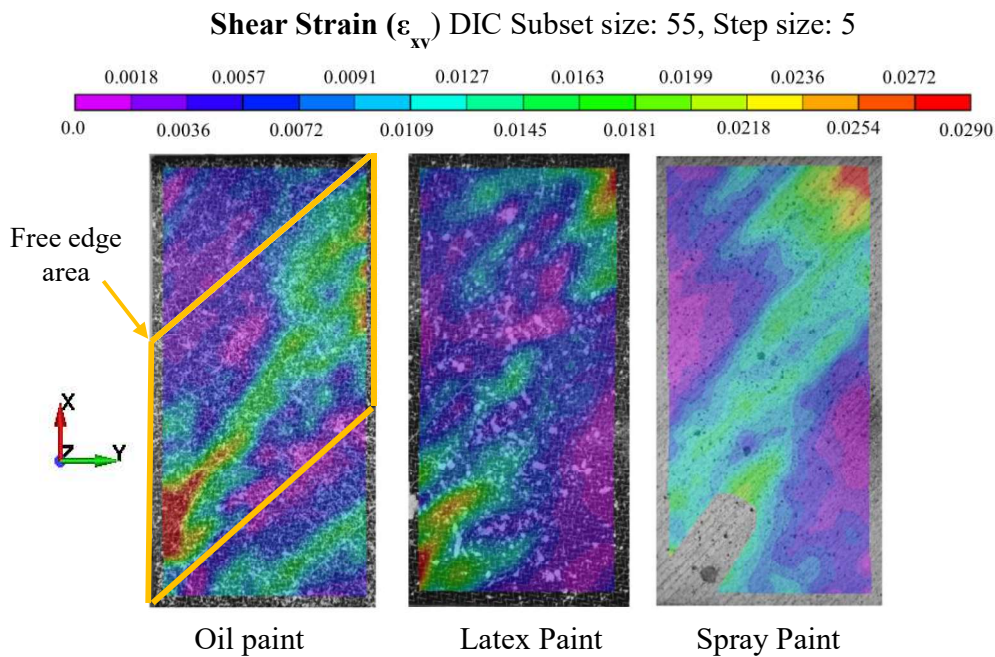 Shear Strain (ε_xy) DIC Subset size: 55, Step size: 5
0.0018 0.0057 0.0091 0.0127 0.0163 0.0199 0.0236 0.0272
0.0 0.0036 0.0072 0.0109 0.0145 0.0181 0.0218 0.0254 0.0290
Free edge
area
X
Z Y
Oil paint Latex Paint Spray Paint